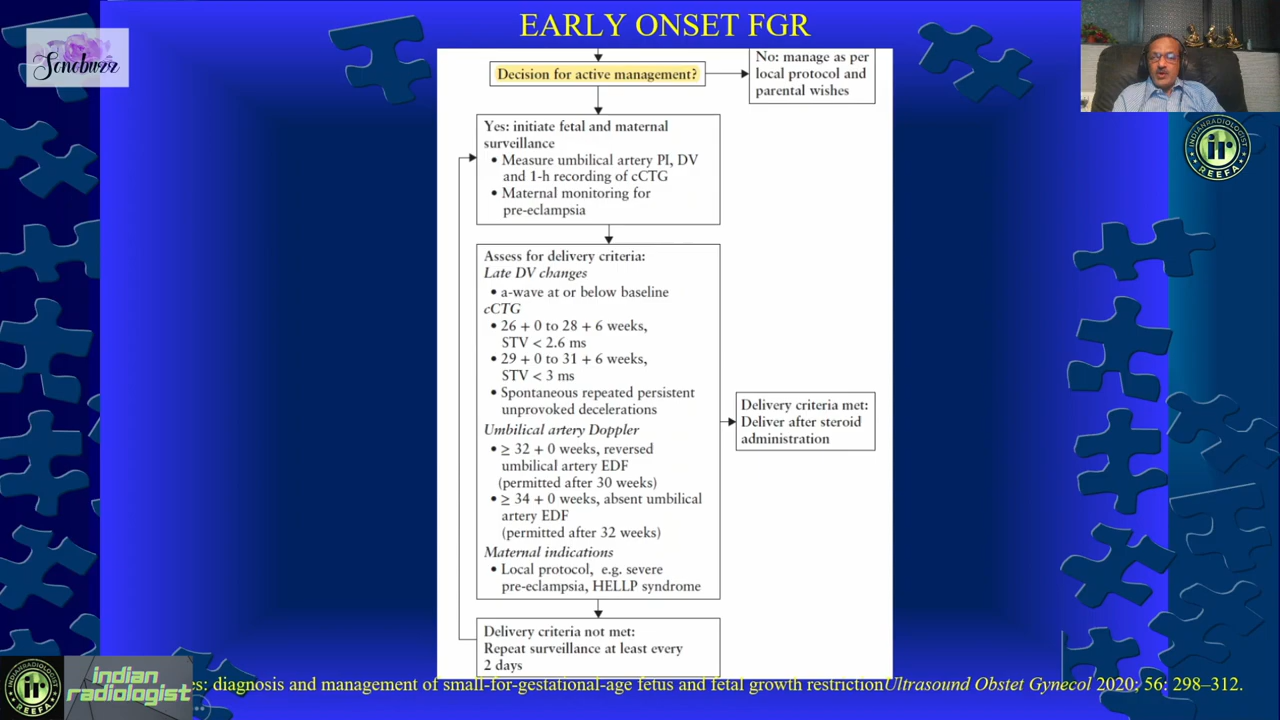 EARLY ONSET FGR
Sonobuzz
Decision for active management?
No: manage as per
local protocol and
parental wishes
Yes: initiate fetal and maternal
surveillance
• Measure umbilical artery PI, DV
and 1-h recording of cCTG
• Maternal monitoring for
pre-eclampsia
Assess for delivery criteria:
Late DV changes
• a-wave at or below baseline
cCTG
• 26 + 0 to 28 + 6 weeks,
STV < 2.6 ms
• 29 + 0 to 31 + 6 weeks,
STV < 3 ms
• Spontaneous repeated persistent
unprovoked decelerations
Umbilical artery Doppler
• ≥ 32 + 0 weeks, reversed
umbilical artery EDF
(permitted after 30 weeks)
• ≥ 34 + 0 weeks, absent umbilical
artery EDF
(permitted after 32 weeks)
Maternal indications
• Local protocol, e.g. severe
pre-eclampsia, HELLP syndrome
Delivery criteria met:
Deliver after steroid
administration
Delivery criteria not met:
Repeat surveillance at least every
2 days
s: diagnosis and management of small-for-gestational-age fetus and fetal growth restrictionUltrasound Obstet Gynecol 2020; 56: 298–312.
INDIANRADIOLOGIST
ir
REEFA
INDIANRADIOLOGIST
ir
REEFA
indian
radiologist